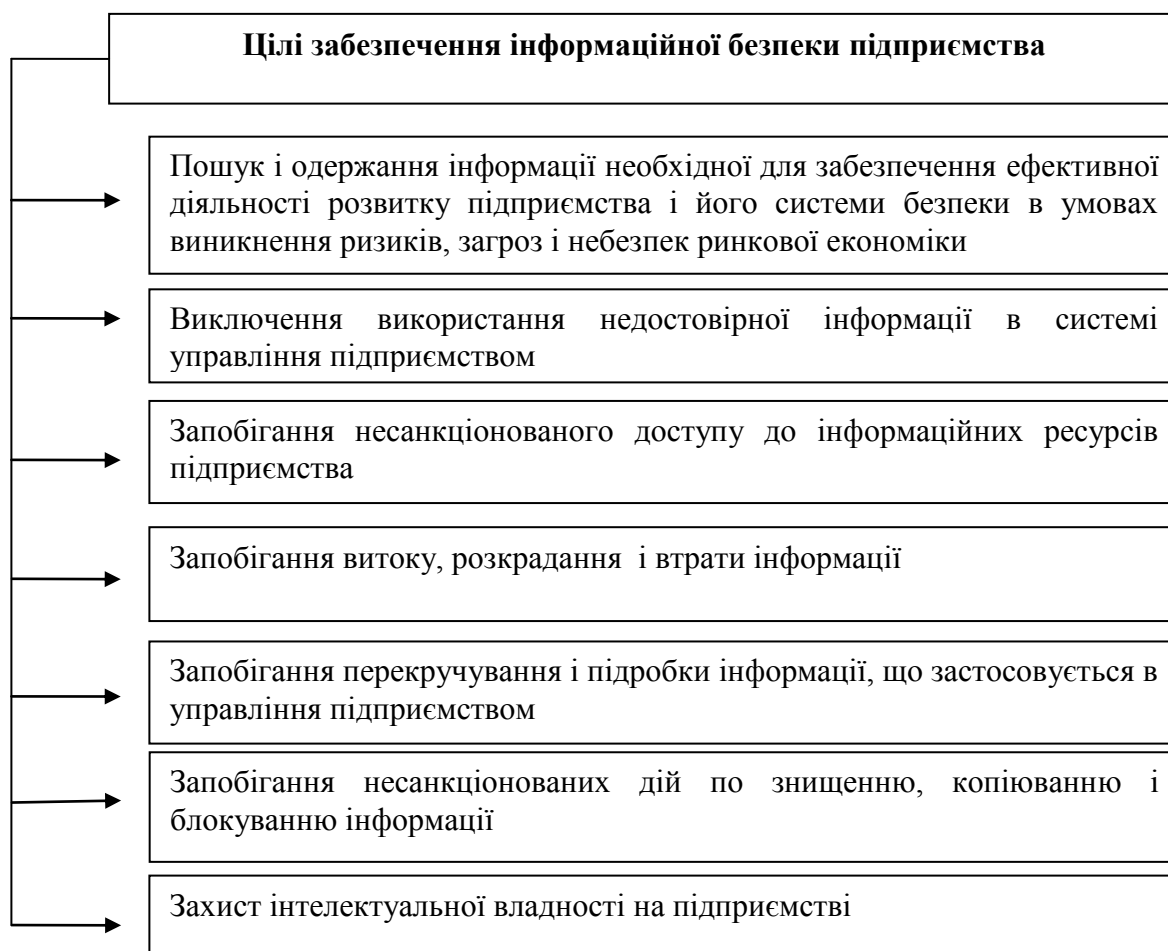 Цілі забезпечення інформаційної безпеки підприємства
Пошук і одержання інформації необхідної для забезпечення ефективної
діяльності розвитку підприємства і його системи безпеки в умовах
виникнення ризиків, загроз і небезпек ринкової економіки
Виключення використання недостовірної інформації в системі
управління підприємством
Запобігання несанкціонованого доступу до інформаційних ресурсів
підприємства
Запобігання витоку, розкрадання і втрати інформації
Запобігання перекручування і підробки інформації, що застосовується в
управління підприємством
Запобігання несанкціонованих дій по знищенню, копіюванню і
блокуванню інформації
Захист інтелектуальної владності на підприємстві